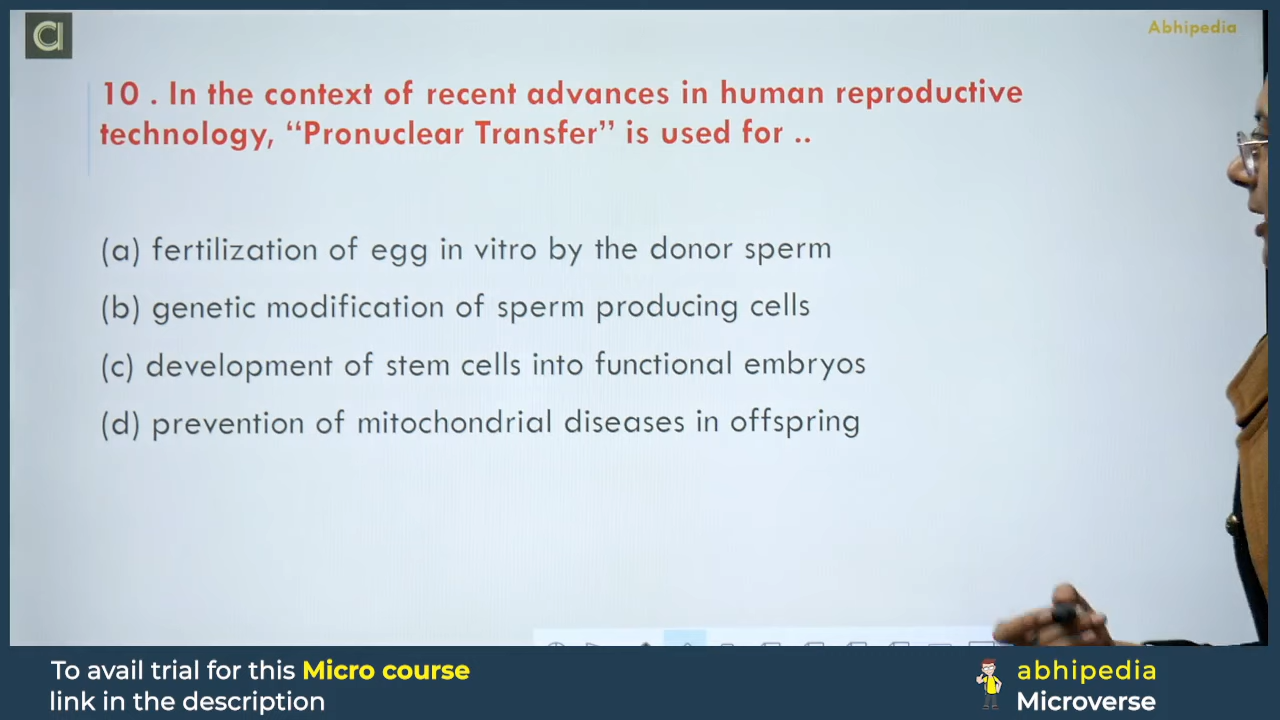 Abhipedia
10 . In the context of recent advances in human reproductive
technology, “Pronuclear Transfer” is used for ..
(a) fertilization of egg in vitro by the donor sperm
(b) genetic modification of sperm producing cells
(c) development of stem cells into functional embryos
(d) prevention of mitochondrial diseases in offspring
To avail trial for this Micro course
link in the description
abhipedia
Microverse